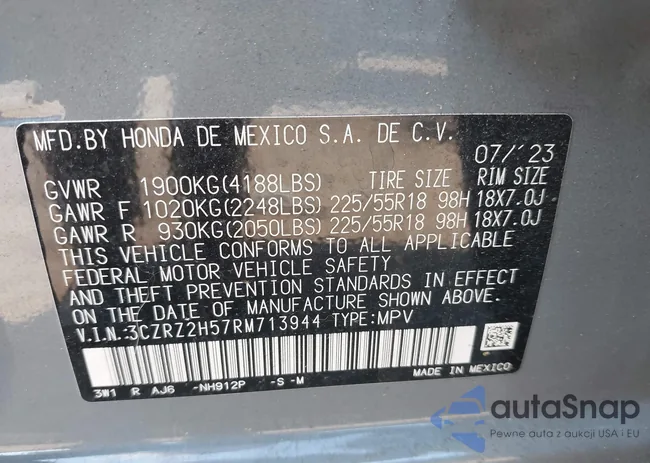 MFD.BY HONDA DE MEXICO S.A. DE C.V.
07/'23
GVWR 1900KG(4188LBS) TIRE SIZE RIM SIZE
GAWR F 1020KG(2248LBS) 225/55R18 98H 18X7.0J
GAWR R 930KG(2050LBS) 225/55R18 98H 18X7.0J
THIS VEHICLE CONFORMS TO ALL APPLICABLE
FEDERAL MOTOR VEHICLE SAFETY
AND THEFT PREVENTION STANDARDS IN EFFECT
ON THE DATE OF MANUFACTURE SHOWN ABOVE.
V.I.N.:3CZRZ2H57RM713944 TYPE:MPV
3W1 R AJ6 -NH912P -S -M MADE IN MEXICO
autaSnap
Pewne auta z aukcji USA i EU